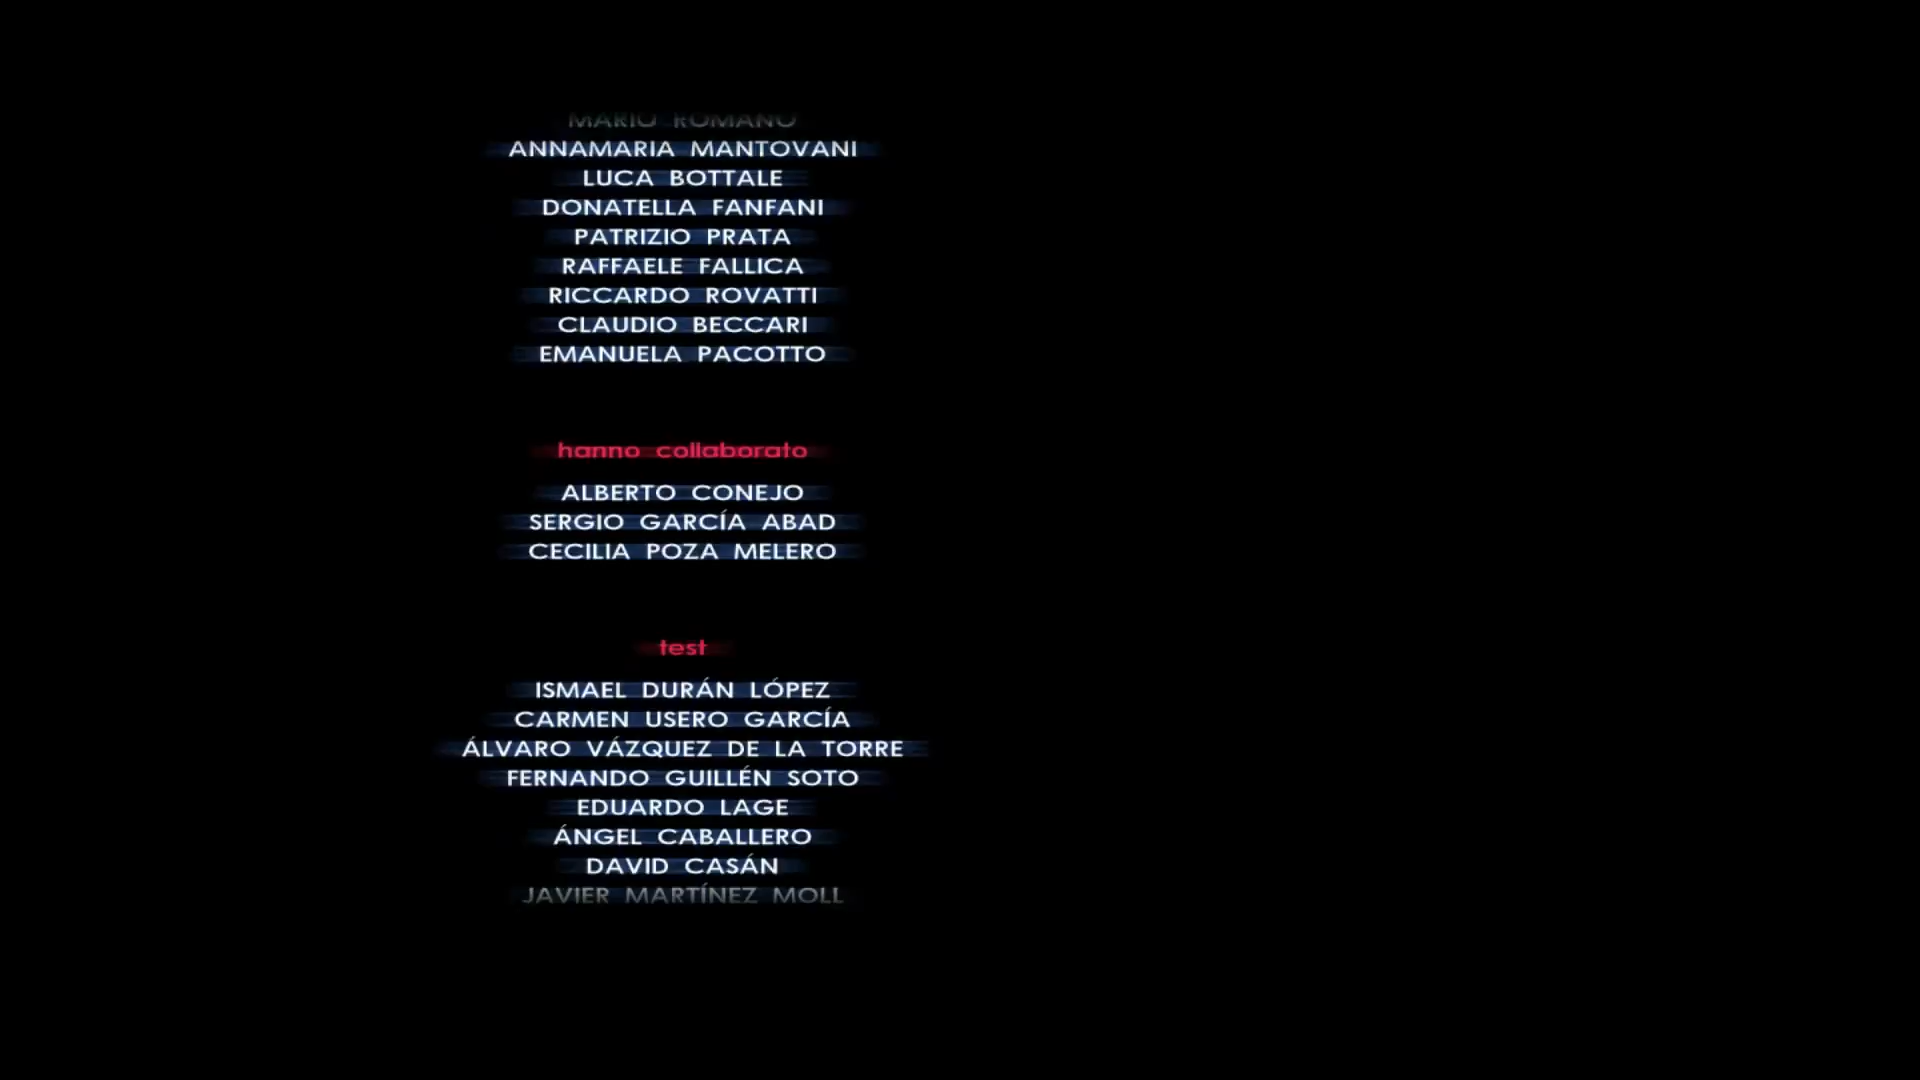 MARIO ROMANO
ANNAMARIA MANTOVANI
LUCA BOTTALE
DONATELLA FANFANI
PATRIZIO PRATA
RAFFAELE FALLICA
RICCARDO ROVATTI
CLAUDIO BECCARI
EMANUELA PACOTTO
hanno collaborato
ALBERTO CONEJO
SERGIO GARCÍA ABAD
CECILIA POZA MELERO
test
ISMAEL DURÁN LÓPEZ
CARMEN USERO GARCÍA
ÁLVARO VÁZQUEZ DE LA TORRE
FERNANDO GUILLÉN SOTO
EDUARDO LAGE
ÁNGEL CABALLERO
DAVID CASÁN
JAVIER MARTÍNEZ MOLL